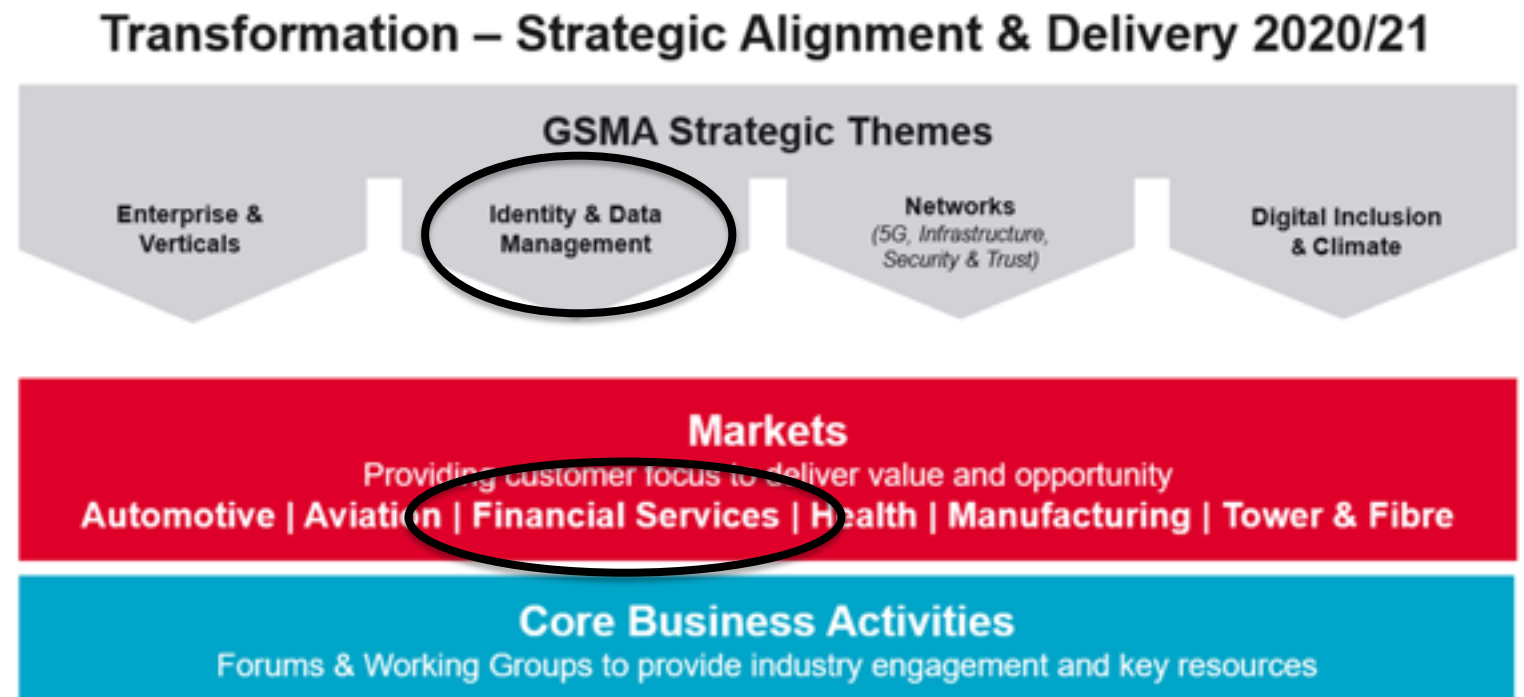 Transformation – Strategic Alignment & Delivery 2020/21
GSMA Strategic Themes
Enterprise &
Verticals
Identity & Data
Management
Networks
(5G, Infrastructure,
Security & Trust)
Digital Inclusion
& Climate
Markets
Providing customer focus to deliver value and opportunity
Automotive | Aviation | Financial Services | Health | Manufacturing | Tower & Fibre
Core Business Activities
Forums & Working Groups to provide industry engagement and key resources